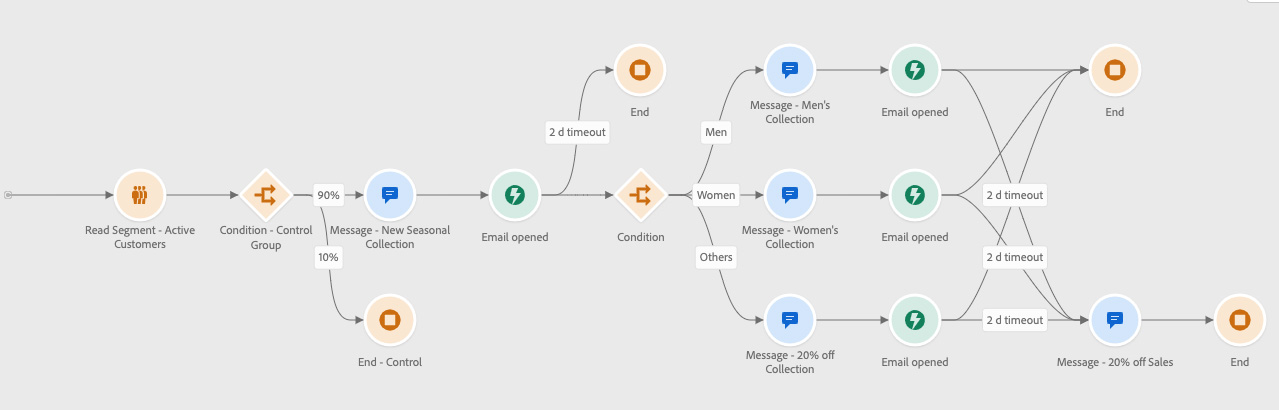 End
End
2 d timeout
Men
Message - Men's
Collection
Email opened
90%
Women
2 d timeout
Read Segment - Active
Customers
Condition - Control
Group
Message - New Seasonal
Collection
Email opened
Condition
Message - Women's
Collection
Email opened
10%
Others
2 d timeout
2 d timeout
End - Control
Message - 20% off
Collection
Email opened
Message - 20% off Sales
End